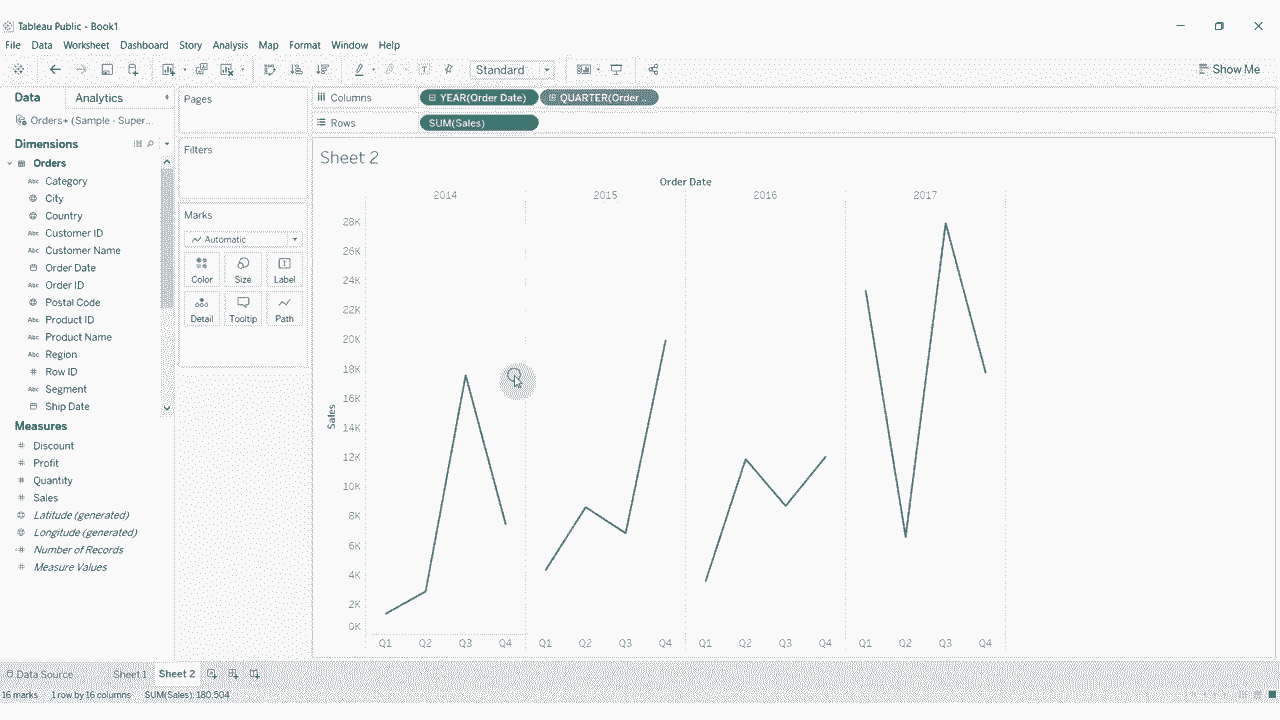 Tableau Public - Book1
File Data Worksheet Dashboard Story Analysis Map Format Window Help
Standard
Show Me
Data Analytics
Orders+ (Sample - Super...
Dimensions
Orders
Category
City
Country
Customer ID
Customer Name
Order Date
Order ID
Postal Code
Product ID
Product Name
Region
Row ID
Segment
Ship Date
Measures
Discount
Profit
Quantity
Sales
Latitude (generated)
Longitude (generated)
Number of Records
Measure Values
Pages
Filters
Marks
Automatic
Color Size Label
Detail Tooltip Path
Columns YEAR(Order Date) QUARTER(Order ...
Rows SUM(Sales)
Sheet 2
Order Date
2014 2015 2016 2017
Sales
28K
26K
24K
22K
20K
18K
16K
14K
12K
10K
8K
6K
4K
2K
0K
Q1 Q2 Q3 Q4 Q1 Q2 Q3 Q4 Q1 Q2 Q3 Q4 Q1 Q2 Q3 Q4
Data Source Sheet 1 Sheet 2
16 marks 1 row by 16 columns SUM(Sales): 180,504